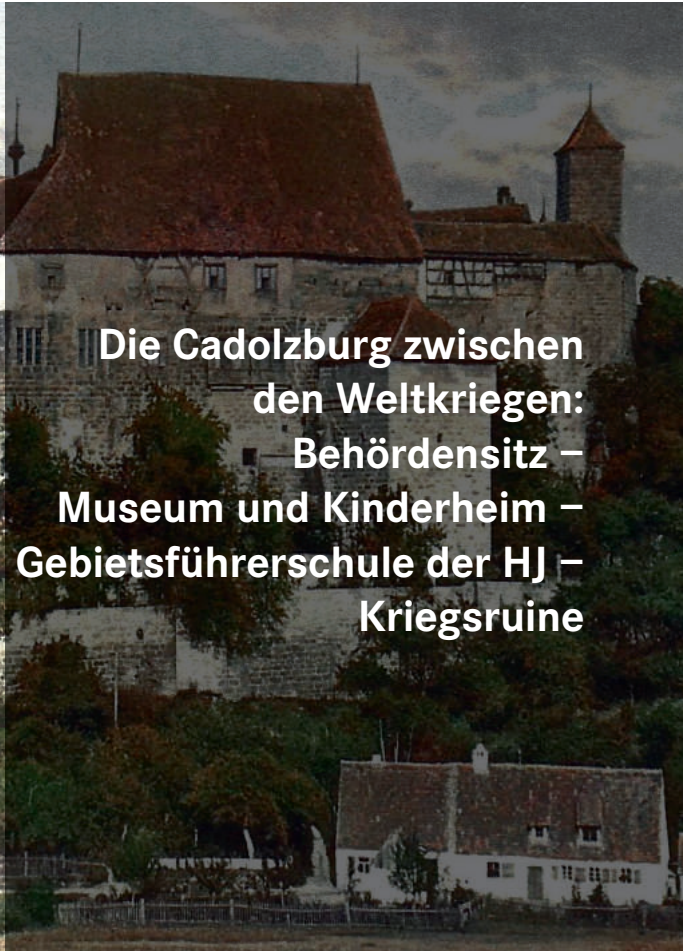 Die Cadolzburg zwischen
den Weltkriegen:
Behördensitz –
Museum und Kinderheim –
Gebietsführerschule der HJ –
Kriegsruine